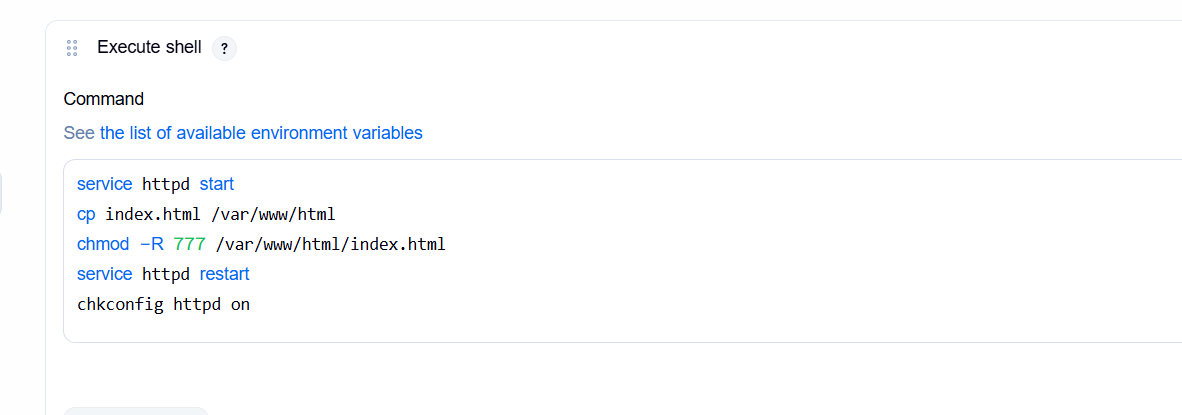 Execute shell ?
Command
See the list of available environment variables
service httpd start
cp index.html /var/www/html
chmod -R 777 /var/www/html/index.html
service httpd restart
chkconfig httpd on